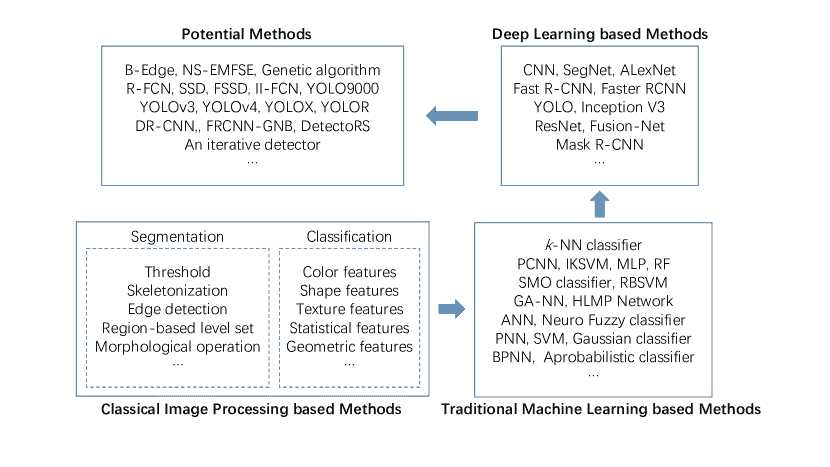 Potential Methods
B-Edge, NS-EMFSE, Genetic algorithm
R-FCN, SSD, FSSD, II-FCN, YOLO9000
YOLOv3, YOLOv4, YOLOX, YOLOR
DR-CNN,, FRCNN-GNB, DetectoRS
An iterative detector
...
Deep Learning based Methods
CNN, SegNet, ALexNet
Fast R-CNN, Faster RCNN
YOLO, Inception V3
ResNet, Fusion-Net
Mask R-CNN
...
Segmentation
Threshold
Skeletonization
Edge detection
Region-based level set
Morphological operation
...
Classification
Color features
Shape features
Texture features
Statistical features
Geometric features
...
Classical Image Processing based Methods
k-NN classifier
PCNN, IKSVM, MLP, RF
SMO classifier, RBSVM
GA-NN, HLMP Network
ANN, Neuro Fuzzy classifier
PNN, SVM, Gaussian classifier
BPNN, Aprobabilistic classifier
...
Traditional Machine Learning based Methods